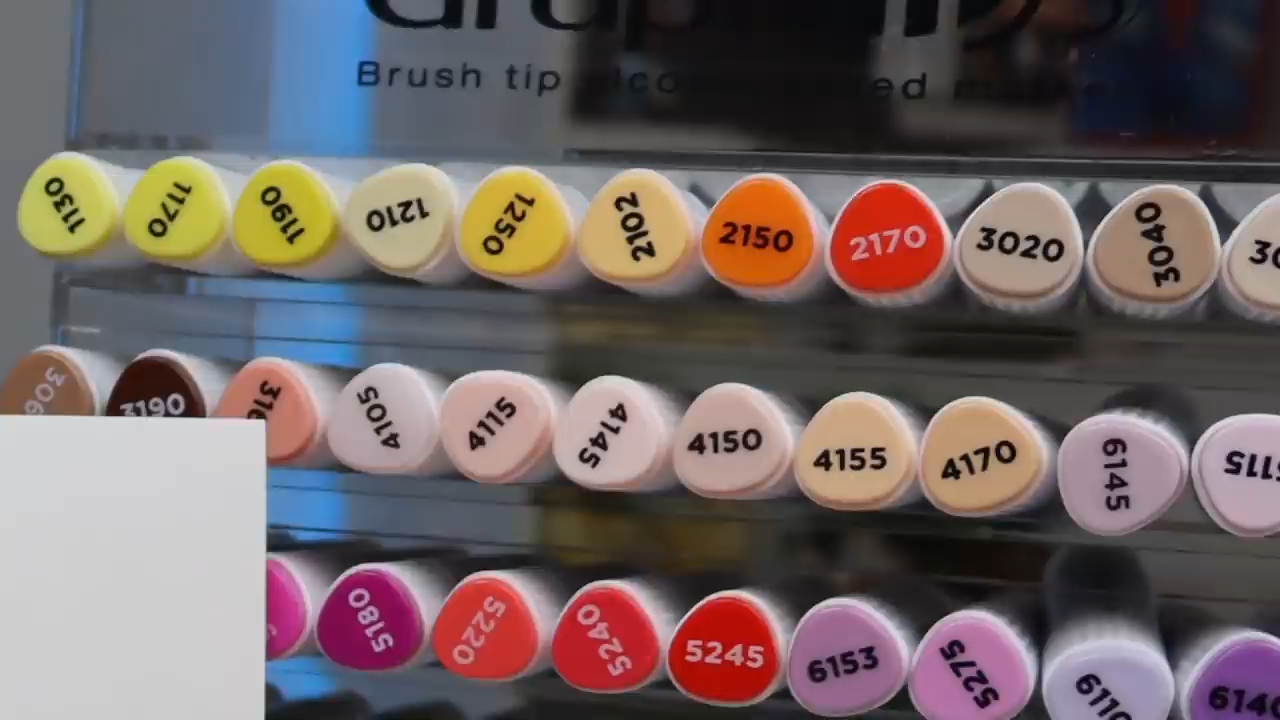 Brush tip
1130 1170 1190 1210 1250 2102 2150 2170 3020 3040
3190 4105 4115 4145 4150 4155 4170 6145 5115
5180 5220 5240 5245 6153 5275